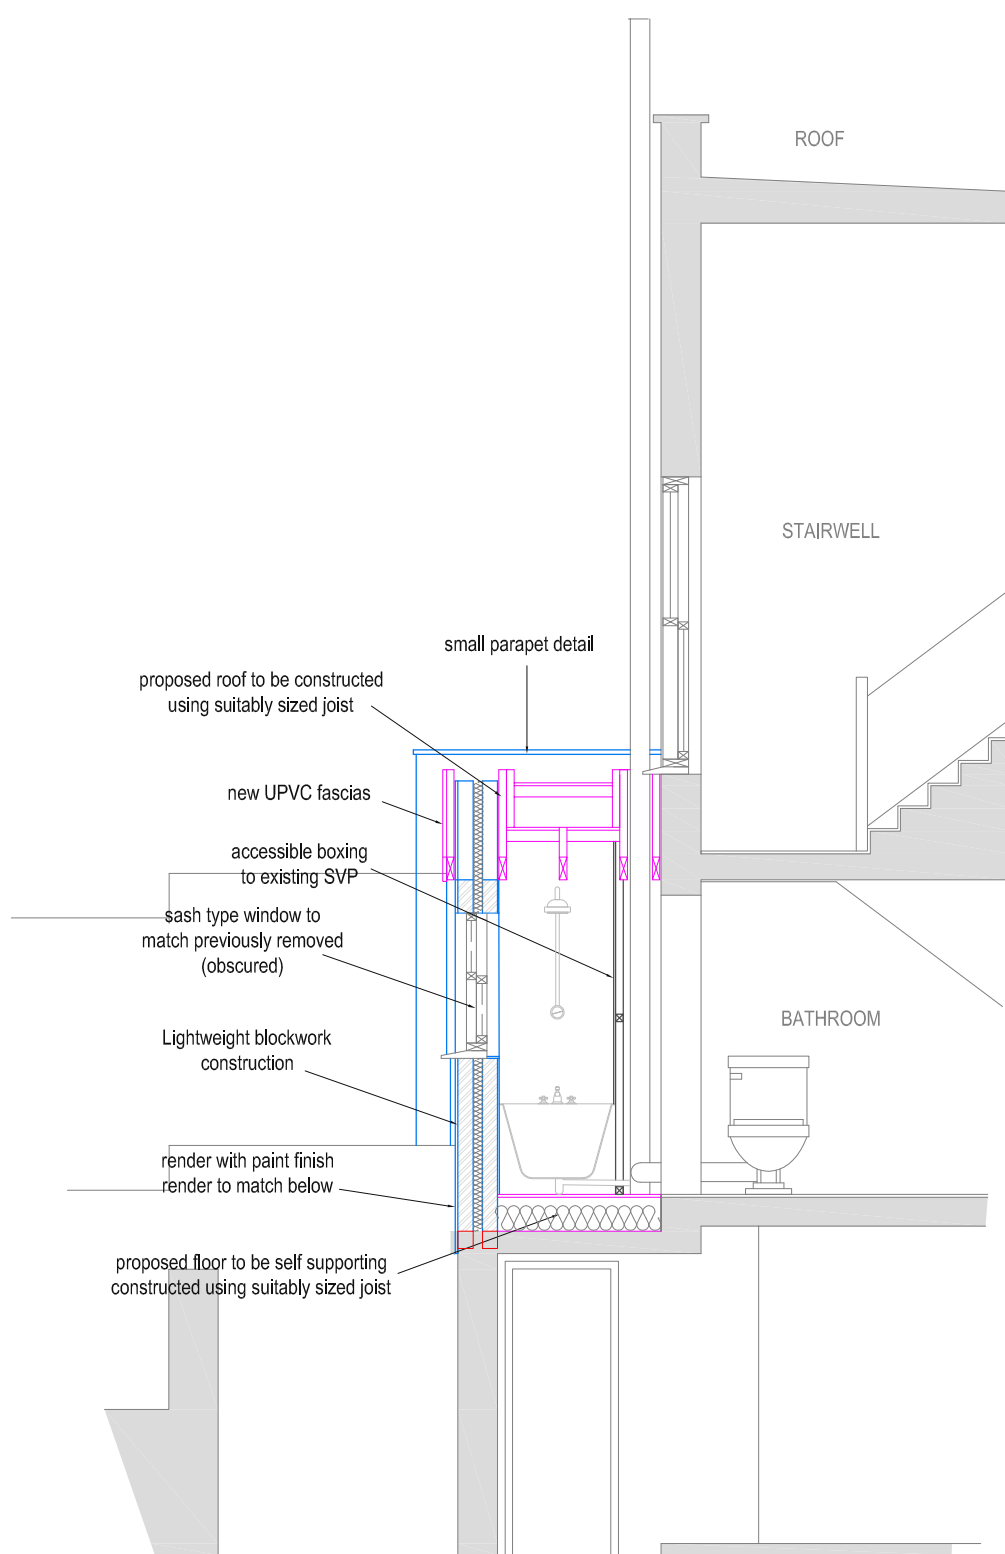 ROOF
STAIRWELL
small parapet detail
proposed roof to be constructed
using suitably sized joist
new UPVC fascias
accessible boxing
to existing SVP
sash type window to
match previously removed
(obscured)
BATHROOM
Lightweight blockwork
construction
render with paint finish
render to match below
proposed floor to be self supporting
constructed using suitably sized joist